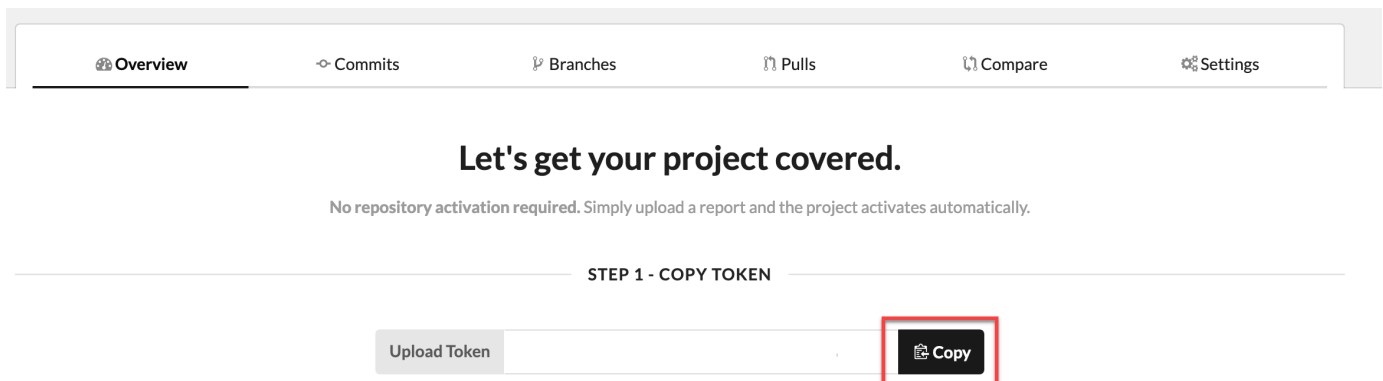 Overview Commits Branches Pulls Compare Settings
Let's get your project covered.
No repository activation required. Simply upload a report and the project activates automatically.
STEP 1 - COPY TOKEN
Upload Token Copy